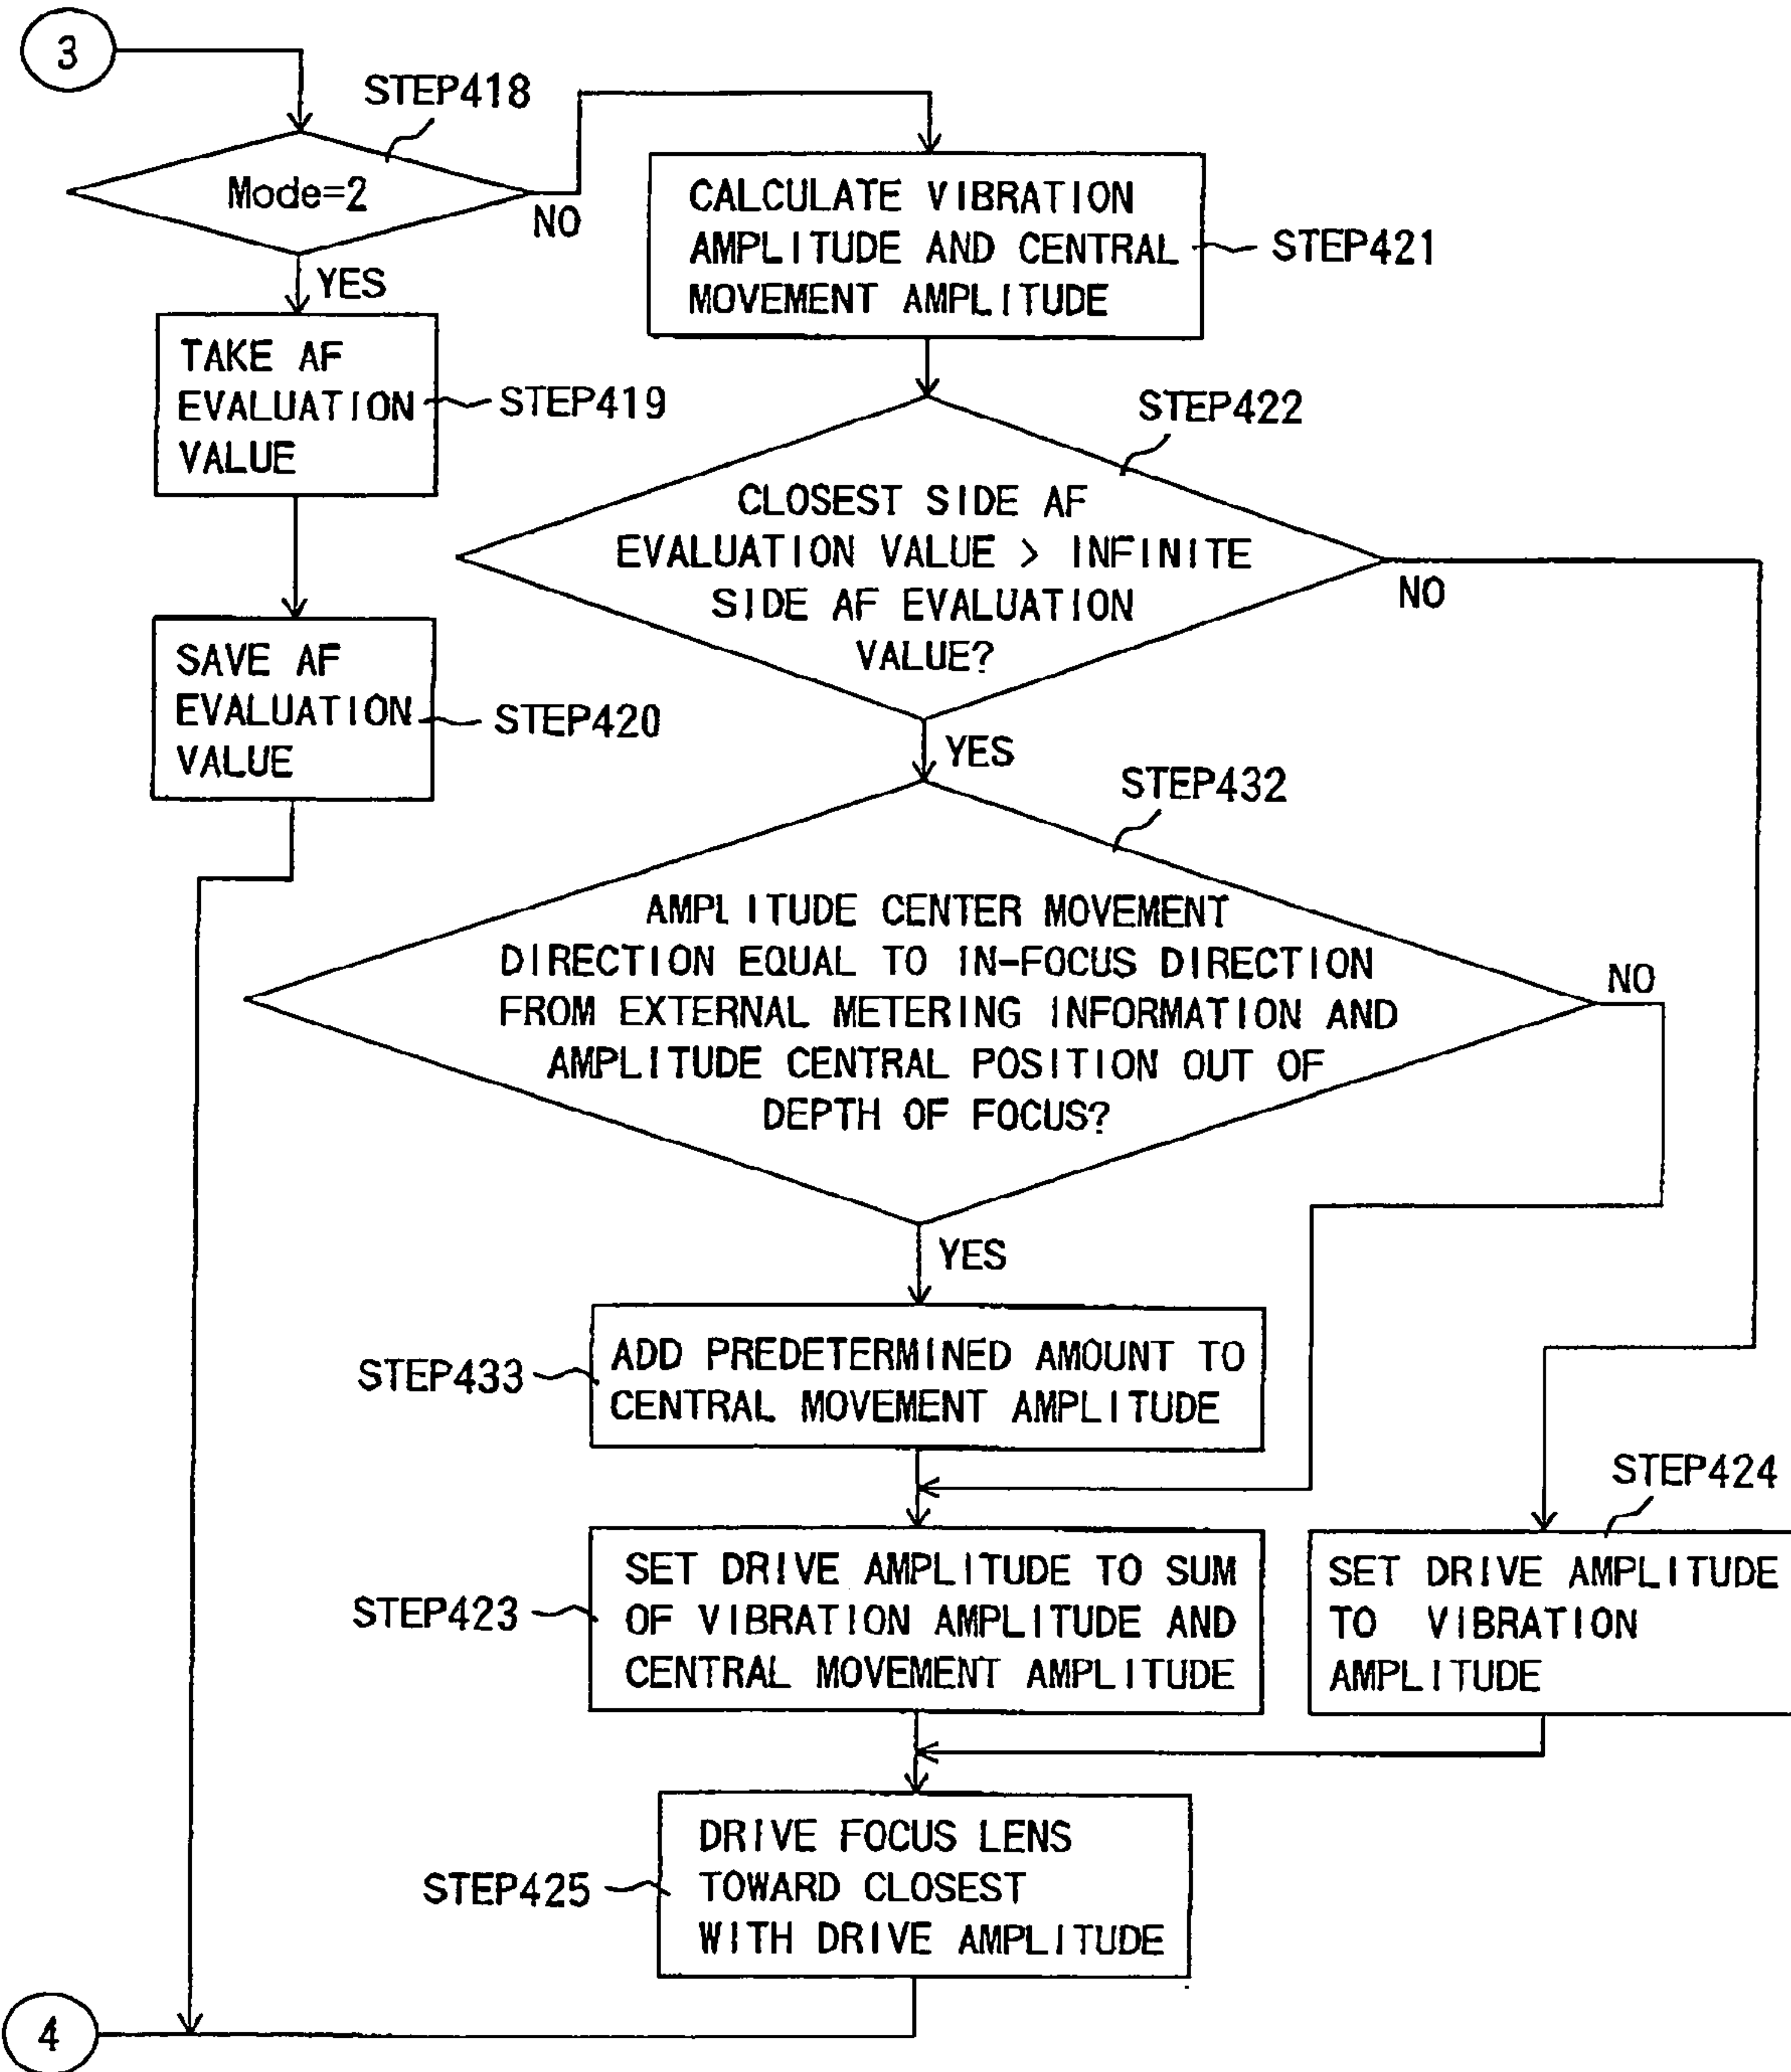 3
STEP418
Mode=2
NO
YES
TAKE AF
EVALUATION
VALUE
STEP419
SAVE AF
EVALUATION
VALUE
STEP420
CALCULATE VIBRATION
AMPLITUDE AND CENTRAL
MOVEMENT AMPLITUDE
STEP421
STEP422
CLOSEST SIDE AF
EVALUATION VALUE > INFINITE
SIDE AF EVALUATION
VALUE?
NO
YES
STEP432
AMPLITUDE CENTER MOVEMENT
DIRECTION EQUAL TO IN-FOCUS DIRECTION
FROM EXTERNAL METERING INFORMATION AND
AMPLITUDE CENTRAL POSITION OUT OF
DEPTH OF FOCUS?
NO
YES
STEP433
ADD PREDETERMINED AMOUNT TO
CENTRAL MOVEMENT AMPLITUDE
STEP423
SET DRIVE AMPLITUDE TO SUM
OF VIBRATION AMPLITUDE AND
CENTRAL MOVEMENT AMPLITUDE
STEP424
SET DRIVE AMPLITUDE
TO VIBRATION
AMPLITUDE
STEP425
DRIVE FOCUS LENS
TOWARD CLOSEST
WITH DRIVE AMPLITUDE
4